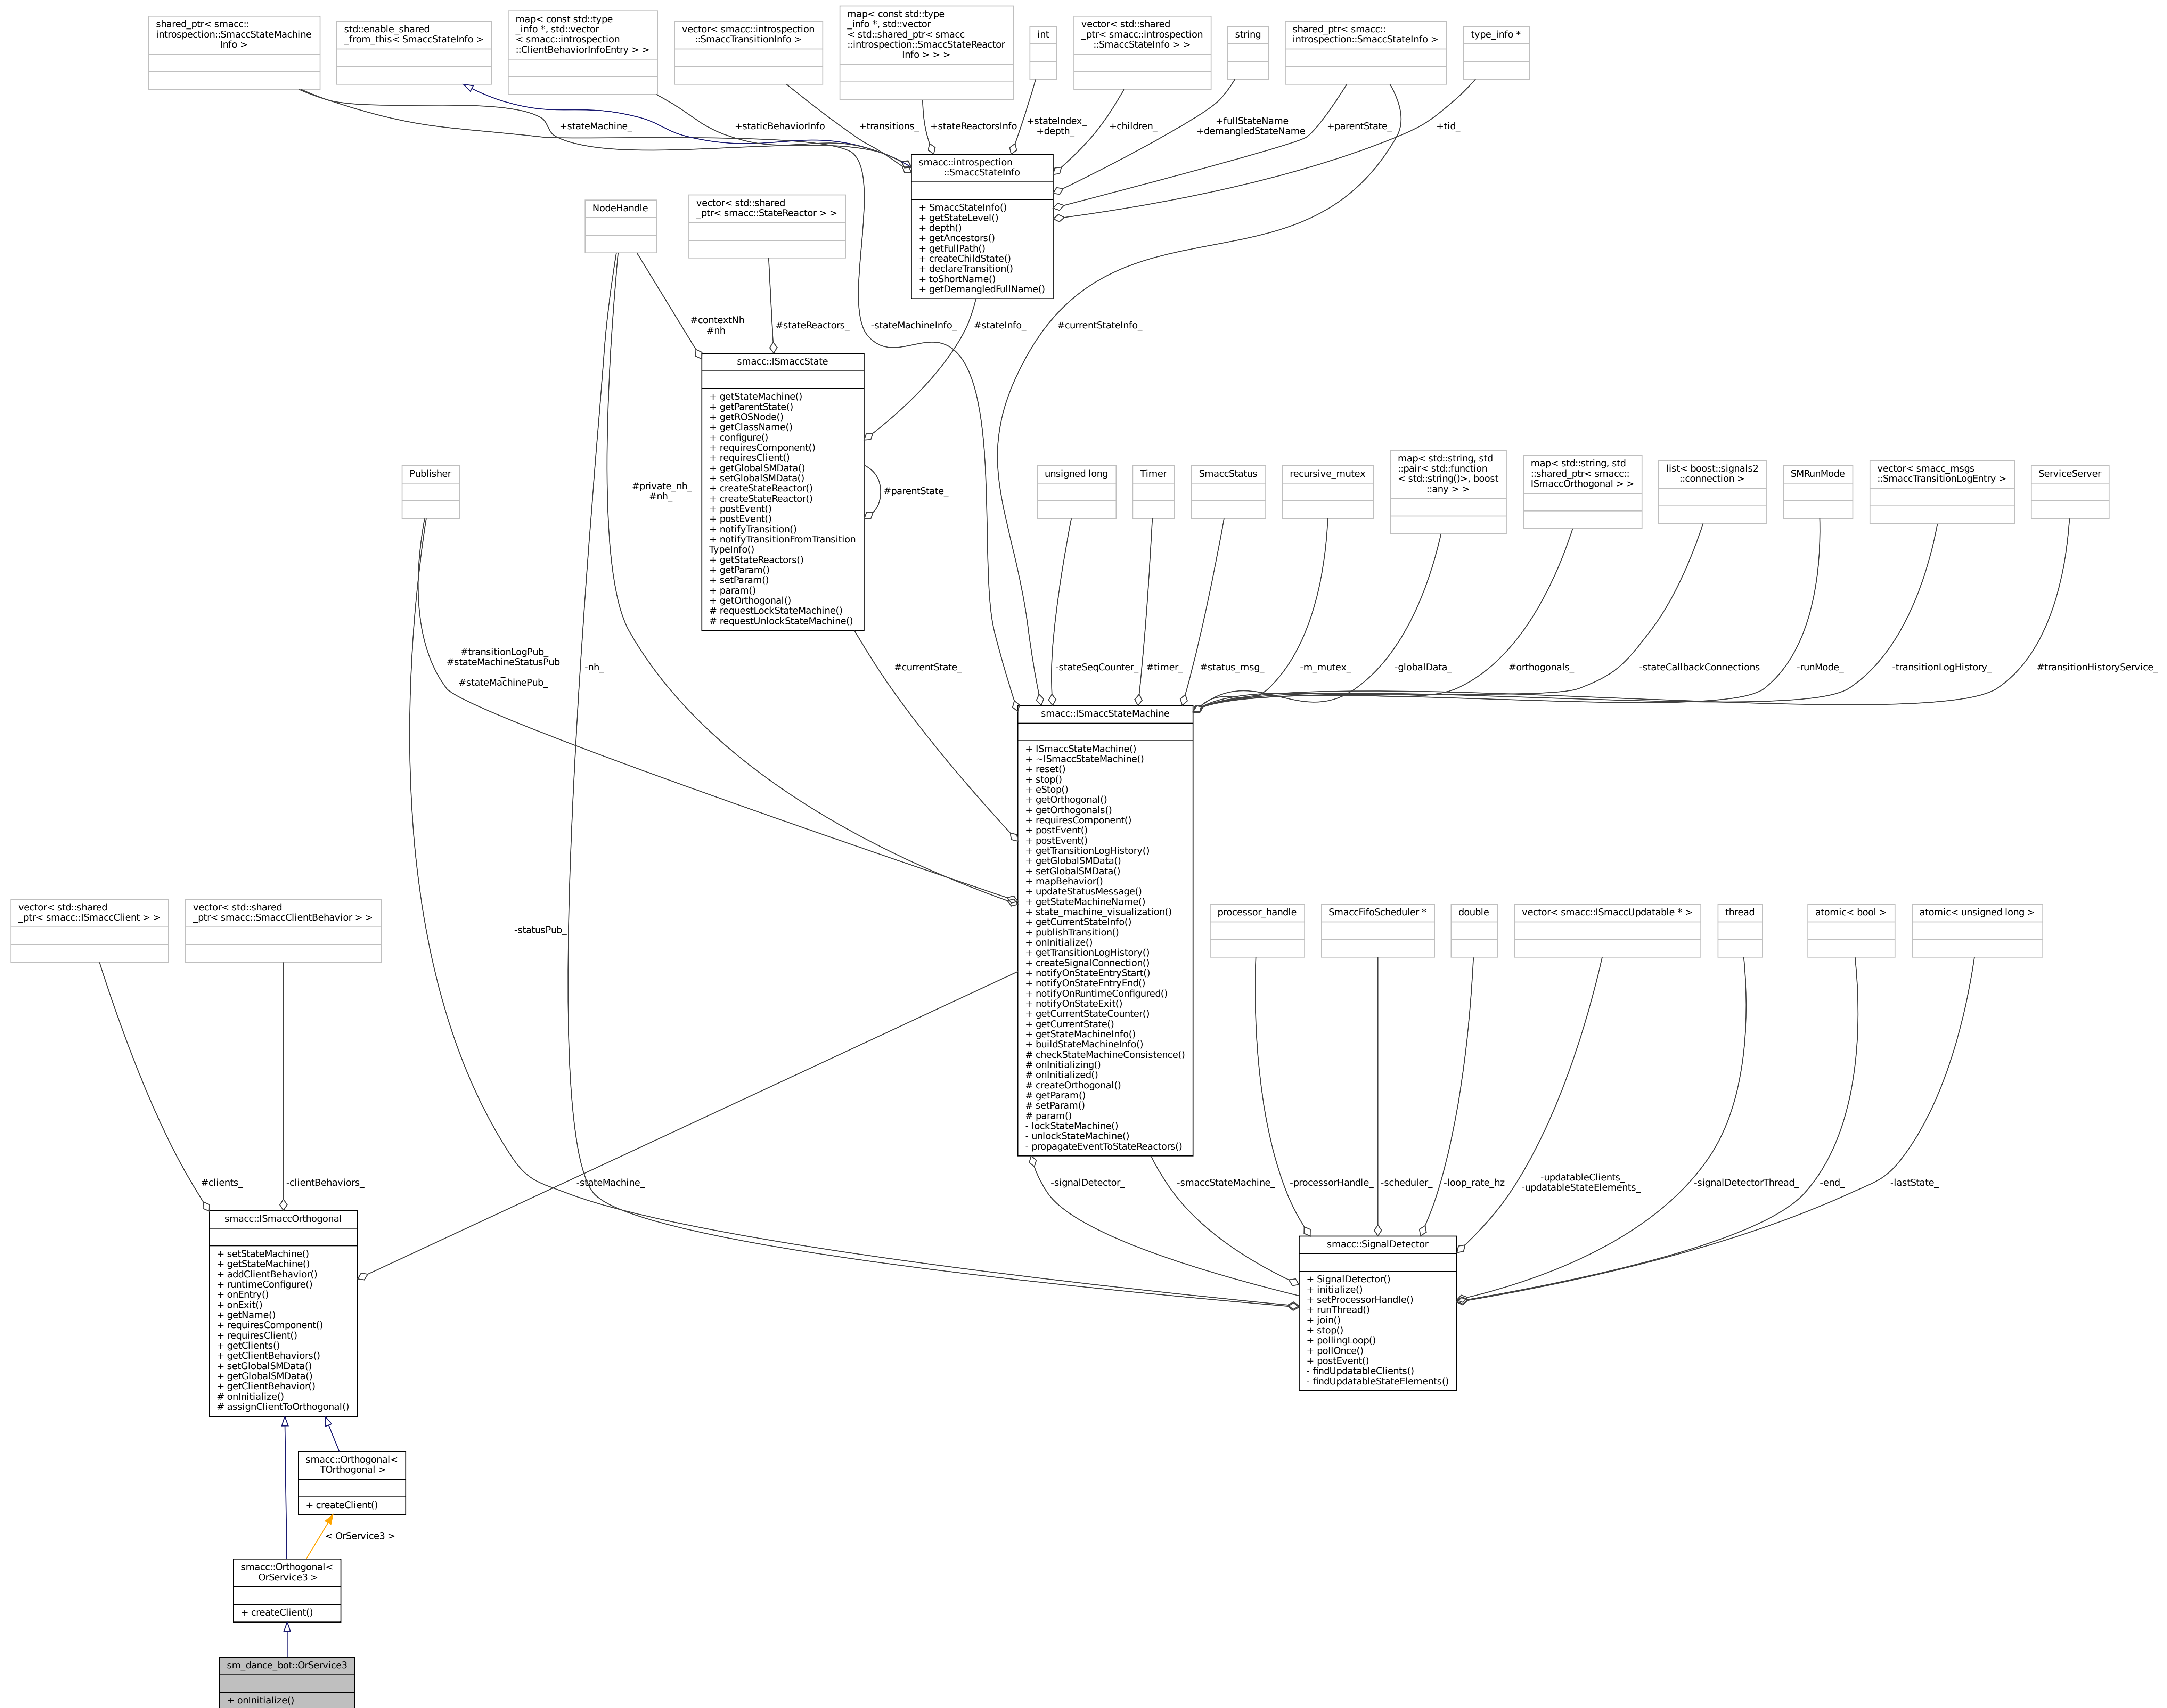 shared_ptr< smacc::
introspection::SmaccStateMachine
Info >
std::enable_shared
_from_this< SmaccStateInfo >
map< const std::type
_info *, std::vector
< smacc::introspection
::ClientBehaviorInfoEntry > >
vector< smacc::introspection
::SmaccTransitionInfo >
map< const std::type
_info *, std::vector
< std::shared_ptr< smacc
::introspection::SmaccStateReactor
Info > > >
int
vector< std::shared
_ptr< smacc::introspection
::SmaccStateInfo > >
string
shared_ptr< smacc::
introspection::SmaccStateInfo >
type_info *
+stateMachine_
+staticBehaviorInfo
+transitions_
+stateReactorsInfo
+stateIndex_
+depth_
+children_
+fullStateName
+demangledStateName
+parentState_
+tid_
smacc::introspection
::SmaccStateInfo
+ SmaccStateInfo()
+ getStateLevel()
+ depth()
+ getAncestors()
+ getFullPath()
+ createChildState()
+ declareTransition()
+ toShortName()
+ getDemangledFullName()
NodeHandle
vector< std::shared
_ptr< smacc::StateReactor > >
#contextNh
#nh
#stateReactors_
-stateMachineInfo_
#stateInfo_
#currentStateInfo_
smacc::ISmaccState
+ getStateMachine()
+ getParentState()
+ getROSNode()
+ getClassName()
+ configure()
+ requiresComponent()
+ requiresClient()
+ getGlobalSMData()
+ setGlobalSMData()
+ createStateReactor()
+ createStateReactor()
+ postEvent()
+ postEvent()
+ notifyTransition()
+ notifyTransitionFromTransition
TypeInfo()
+ getStateReactors()
+ getParam()
+ setParam()
+ param()
+ getOrthogonal()
# requestLockStateMachine()
# requestUnlockStateMachine()
#parentState_
Publisher
#private_nh_
#nh_
unsigned long
Timer
SmaccStatus
recursive_mutex
map< std::string, std
::pair< std::function
< std::string()>, boost
::any > >
map< std::string, std
::shared_ptr< smacc::
ISmaccOrthogonal > >
list< boost::signals2
::connection >
SMRunMode
vector< smacc_msgs
::SmaccTransitionLogEntry >
ServiceServer
#transitionLogPub_
#stateMachineStatusPub
_
#stateMachinePub_
-nh_
#currentState_
-stateSeqCounter_
#timer_
#status_msg_
-m_mutex_
-globalData_
#orthogonals_
-stateCallbackConnections
-runMode_
-transitionLogHistory_
#transitionHistoryService_
smacc::ISmaccStateMachine
+ ISmaccStateMachine()
+ ~ISmaccStateMachine()
+ reset()
+ stop()
+ eStop()
+ getOrthogonal()
+ getOrthogonals()
+ requiresComponent()
+ postEvent()
+ postEvent()
+ getTransitionLogHistory()
+ getGlobalSMData()
+ setGlobalSMData()
+ mapBehavior()
+ updateStatusMessage()
+ getStateMachineName()
+ state_machine_visualization()
+ getCurrentStateInfo()
+ publishTransition()
+ onInitialize()
+ getTransitionLogHistory()
+ createSignalConnection()
+ notifyOnStateEntryStart()
+ notifyOnStateEntryEnd()
+ notifyOnRuntimeConfigured()
+ notifyOnStateExit()
+ getCurrentStateCounter()
+ getCurrentState()
+ getStateMachineInfo()
+ buildStateMachineInfo()
# checkStateMachineConsistence()
# onInitializing()
# onInitialized()
# createOrthogonal()
# getParam()
# setParam()
# param()
- lockStateMachine()
- unlockStateMachine()
- propagateEventToStateReactors()
vector< std::shared
_ptr< smacc::ISmaccClient > >
vector< std::shared
_ptr< smacc::SmaccClientBehavior > >
-statusPub_
processor_handle
SmaccFifoScheduler *
double
vector< smacc::ISmaccUpdatable * >
thread
atomic< bool >
atomic< unsigned long >
#clients_
-clientBehaviors_
-stateMachine_
-signalDetector_
-smaccStateMachine_
-processorHandle_
-scheduler_
-loop_rate_hz
-updatableClients_
-updatableStateElements_
-signalDetectorThread_
-end_
-lastState_
smacc::ISmaccOrthogonal
+ setStateMachine()
+ getStateMachine()
+ addClientBehavior()
+ runtimeConfigure()
+ onEntry()
+ onExit()
+ getName()
+ requiresComponent()
+ requiresClient()
+ getClients()
+ getClientBehaviors()
+ setGlobalSMData()
+ getGlobalSMData()
+ getClientBehavior()
# onInitialize()
# assignClientToOrthogonal()
smacc::SignalDetector
+ SignalDetector()
+ initialize()
+ setProcessorHandle()
+ runThread()
+ join()
+ stop()
+ pollingLoop()
+ pollOnce()
+ postEvent()
- findUpdatableClients()
- findUpdatableStateElements()
smacc::Orthogonal<
TOrthogonal >
+ createClient()
< OrService3 >
smacc::Orthogonal<
OrService3 >
+ createClient()
sm_dance_bot::OrService3
+ onInitialize()